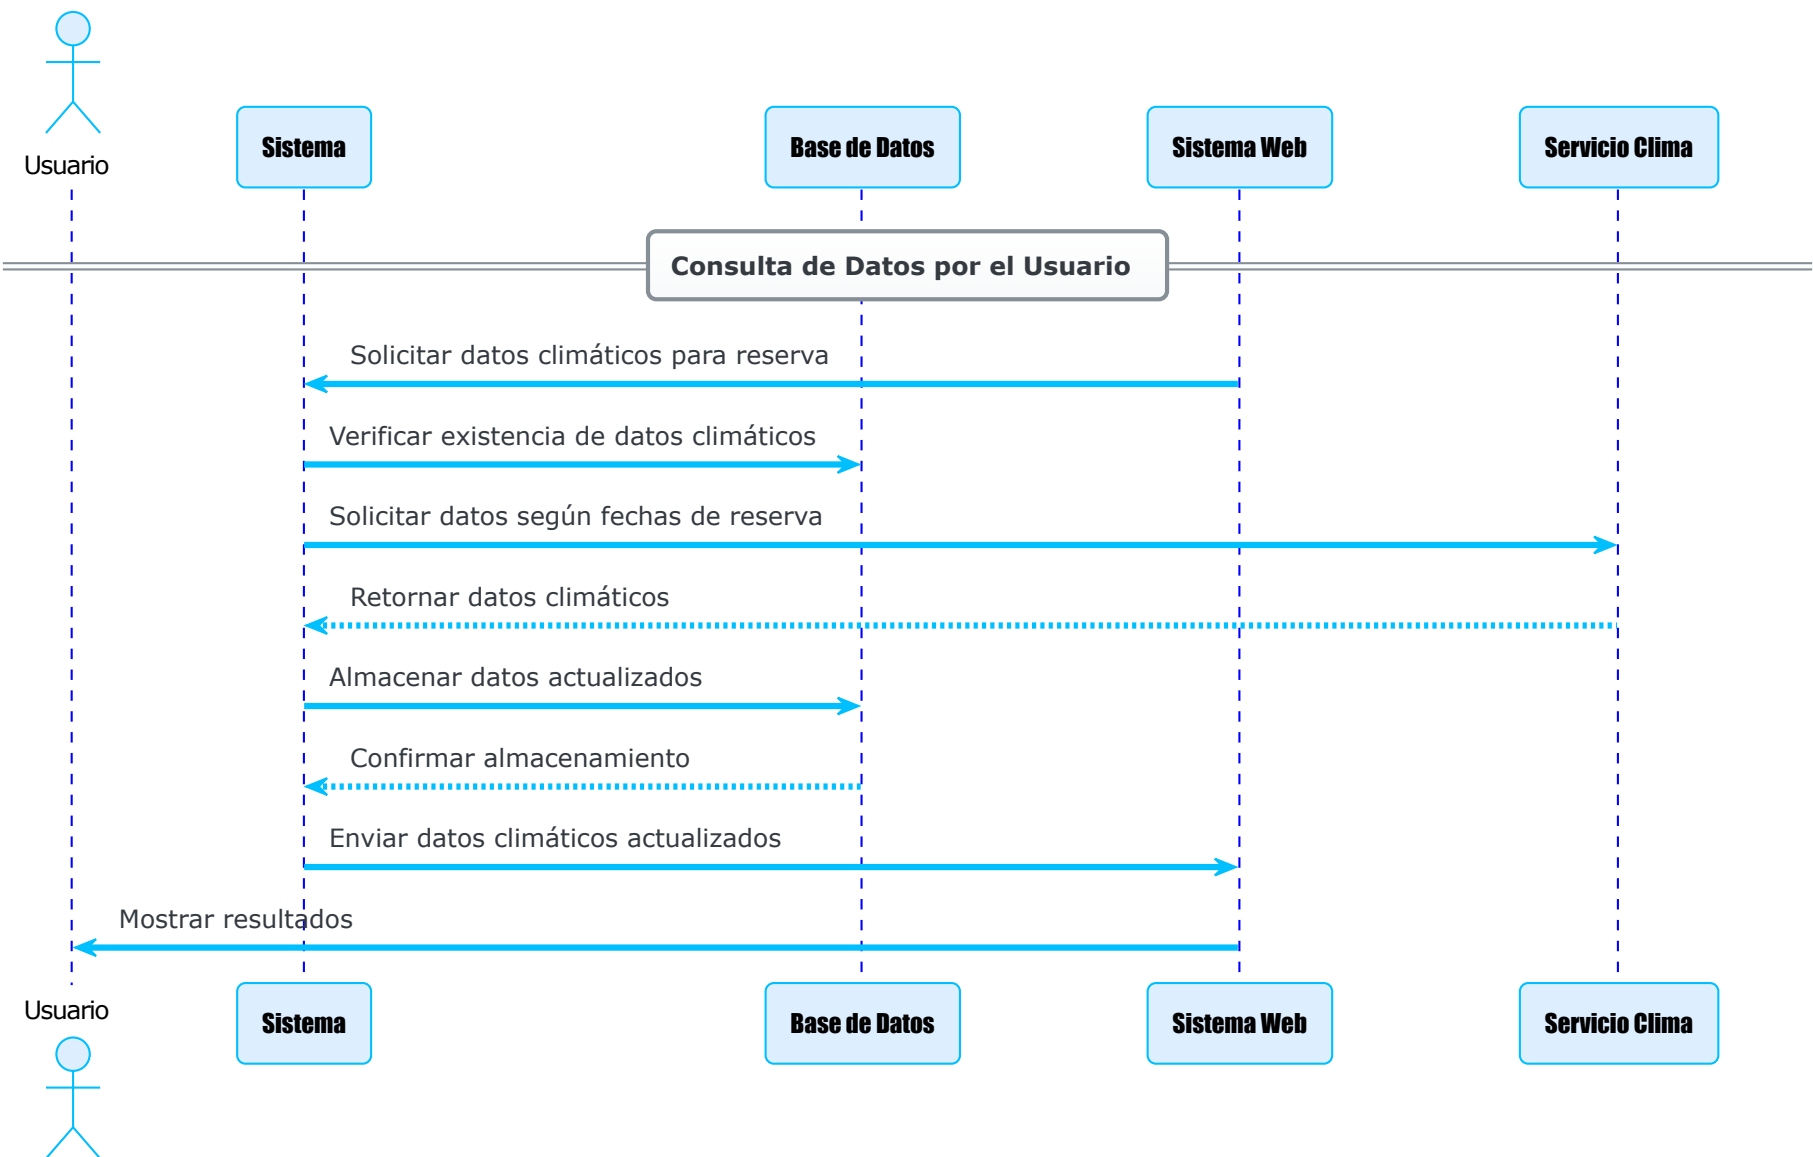 Usuario
Sistema
Base de Datos
Sistema Web
Servicio Clima
Consulta de Datos por el Usuario
Solicitar datos climáticos para reserva
Verificar existencia de datos climáticos
Solicitar datos según fechas de reserva
Retornar datos climáticos
Almacenar datos actualizados
Confirmar almacenamiento
Enviar datos climáticos actualizados
Mostrar resultados
Usuario
Sistema
Base de Datos
Sistema Web
Servicio Clima